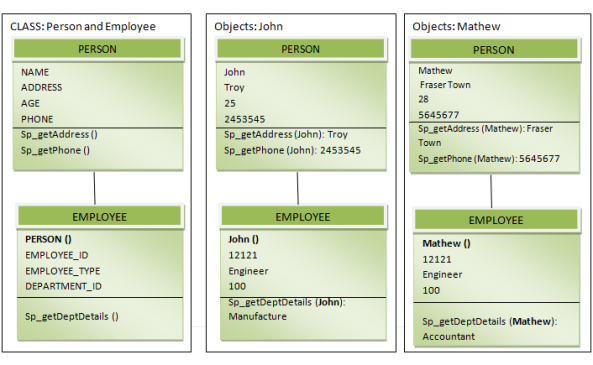 CLASS: Person and Employee
PERSON
NAME
ADDRESS
AGE
PHONE
Sp_getAddress ()
Sp_getPhone ()
EMPLOYEE
PERSON ()
EMPLOYEE_ID
EMPLOYEE_TYPE
DEPARTMENT_ID
Sp_getDeptDetails ()
Objects: John
PERSON
John
Troy
25
2453545
Sp_getAddress (John): Troy
Sp_getPhone (John): 2453545
EMPLOYEE
John ()
12121
Engineer
100
Sp_getDeptDetails (John):
Manufacture
Objects: Mathew
PERSON
Mathew
Fraser Town
28
5645677
Sp_getAddress (Mathew): Fraser
Town
Sp_getPhone (Mathew): 5645677
EMPLOYEE
Mathew ()
12121
Engineer
100
Sp_getDeptDetails (Mathew):
Accountant